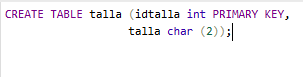 CREATE TABLE talla (idtalla int PRIMARY KEY,
talla char (2));